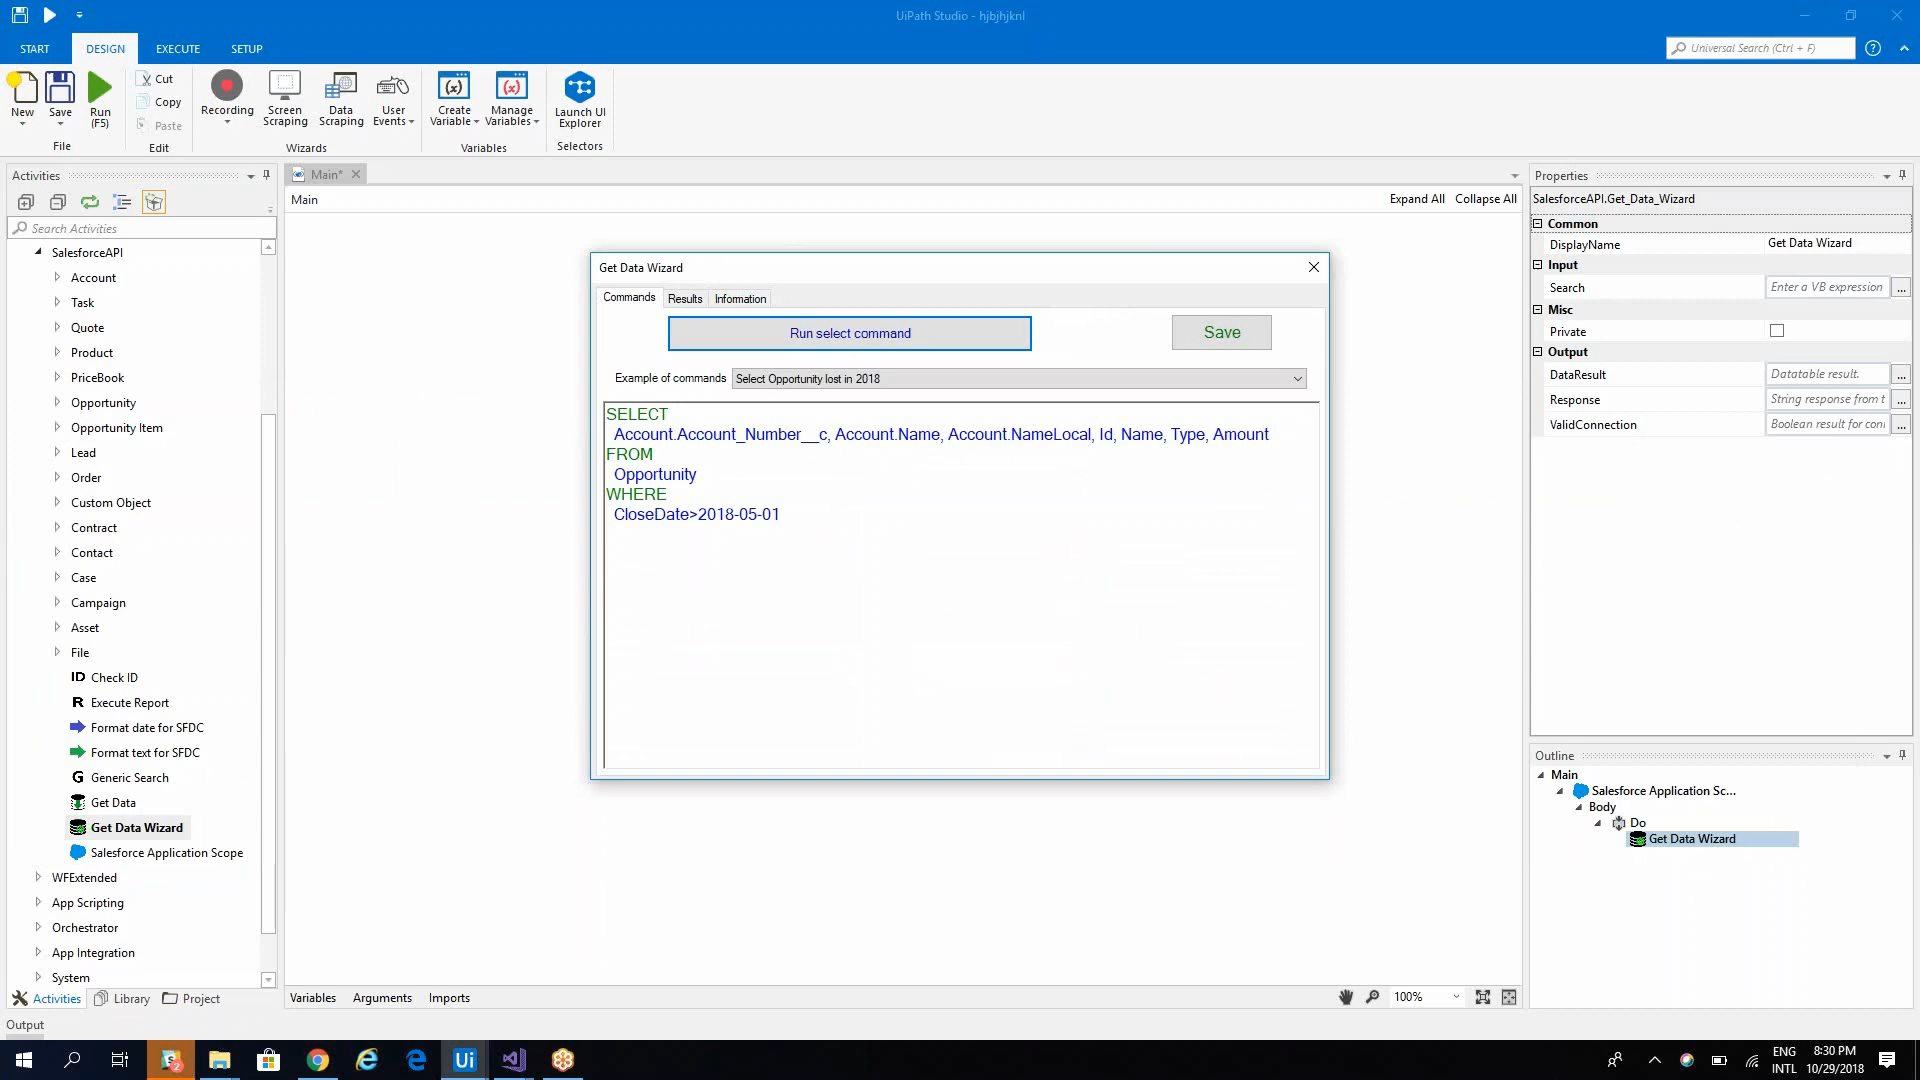 UiPath Studio - hjbjhjknl
START DESIGN EXECUTE SETUP
Universal Search (Ctrl + F)
New Save Run (F5)
Cut
Copy
Paste
Recording Screen Scraping Data Scraping User Events
Create Variable Manage Variables
Launch UI Explorer
File Edit Wizards Variables Selectors
Activities
Search Activities
SalesforceAPI
Account
Task
Quote
Product
PriceBook
Opportunity
Opportunity Item
Lead
Order
Custom Object
Contract
Contact
Case
Campaign
Asset
File
ID Check ID
R Execute Report
Format date for SFDC
Format text for SFDC
G Generic Search
Get Data
Get Data Wizard
Salesforce Application Scope
WFExtended
App Scripting
Orchestrator
App Integration
System
Activities Library Project
Output
Main*
Main
Expand All Collapse All
Get Data Wizard
Commands Results Information
Run select command
Save
Example of commands Select Opportunity lost in 2018
SELECT
Account.Account_Number__c, Account.Name, Account.NameLocal, Id, Name, Type, Amount
FROM
Opportunity
WHERE
CloseDate>2018-05-01
Variables Arguments Imports
100%
Properties
SalesforceAPI.Get_Data_Wizard
Common
DisplayName Get Data Wizard
Input
Search Enter a VB expression ...
Misc
Private
Output
DataResult Datatable result. ...
Response String response from t ...
ValidConnection Boolean result for con ...
Outline
Main
Salesforce Application Sc...
Body
Do
Get Data Wizard
Ui
ENG
INTL
8:30 PM
10/29/2018